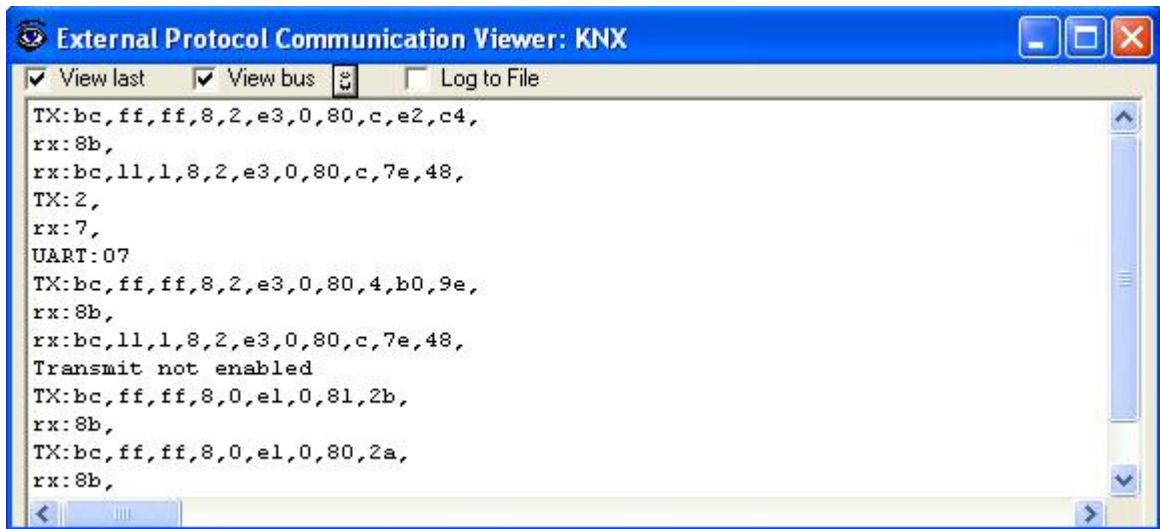 External Protocol Communication Viewer: KNX
View last View bus Log to File
TX:bc,ff,ff,8,2,e3,0,80,c,e2,c4,
rx:8b,
rx:bc,11,1,8,2,e3,0,80,c,7e,48,
TX:2,
rx:7,
UART:07
TX:bc,ff,ff,8,2,e3,0,80,4,b0,9e,
rx:8b,
rx:bc,11,1,8,2,e3,0,80,c,7e,48,
Transmit not enabled
TX:bc,ff,ff,8,0,e1,0,81,2b,
rx:8b,
TX:bc,ff,ff,8,0,e1,0,80,2a,
rx:8b,